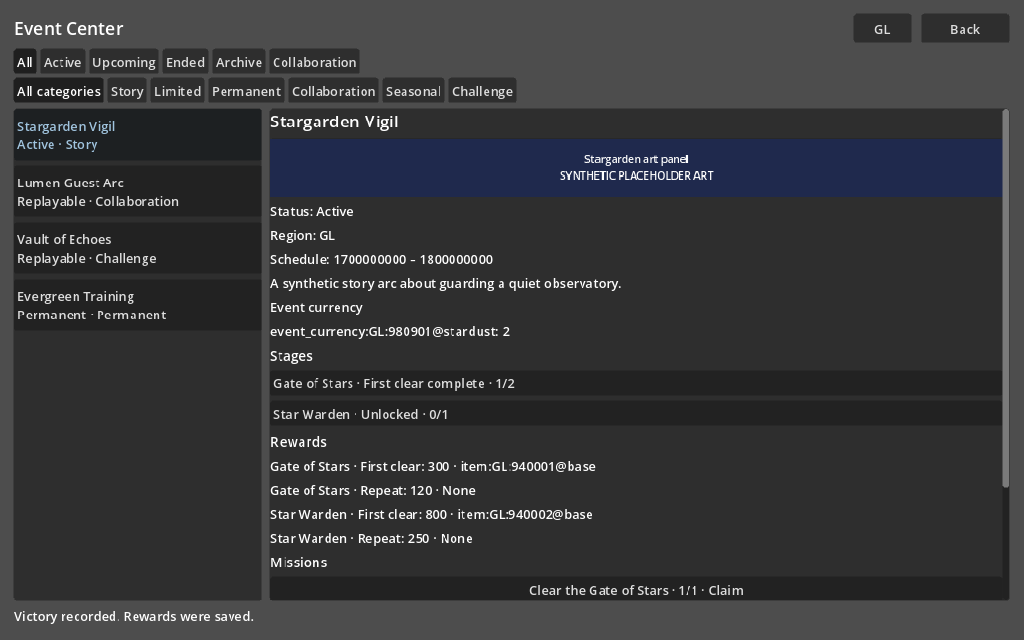 Event Center
GL
Back
All
Active
Upcoming
Ended
Archive
Collaboration
All categories
Story
Limited
Permanent
Collaboration
Seasonal
Challenge
Stargarden Vigil
Active · Story
Lumen Guest Arc
Replayable · Collaboration
Vault of Echoes
Replayable · Challenge
Evergreen Training
Permanent · Permanent
Stargarden Vigil
Stargarden art panel
SYNTHETIC PLACEHOLDER ART
Status: Active
Region: GL
Schedule: 1700000000 – 1800000000
A synthetic story arc about guarding a quiet observatory.
Event currency
event_currency:GL:980901@stardust: 2
Stages
Gate of Stars · First clear complete · 1/2
Star Warden · Unlocked · 0/1
Rewards
Gate of Stars · First clear: 300 · item:GL:940001@base
Gate of Stars · Repeat: 120 · None
Star Warden · First clear: 800 · item:GL:940002@base
Star Warden · Repeat: 250 · None
Missions
Clear the Gate of Stars · 1/1 · Claim
Victory recorded. Rewards were saved.